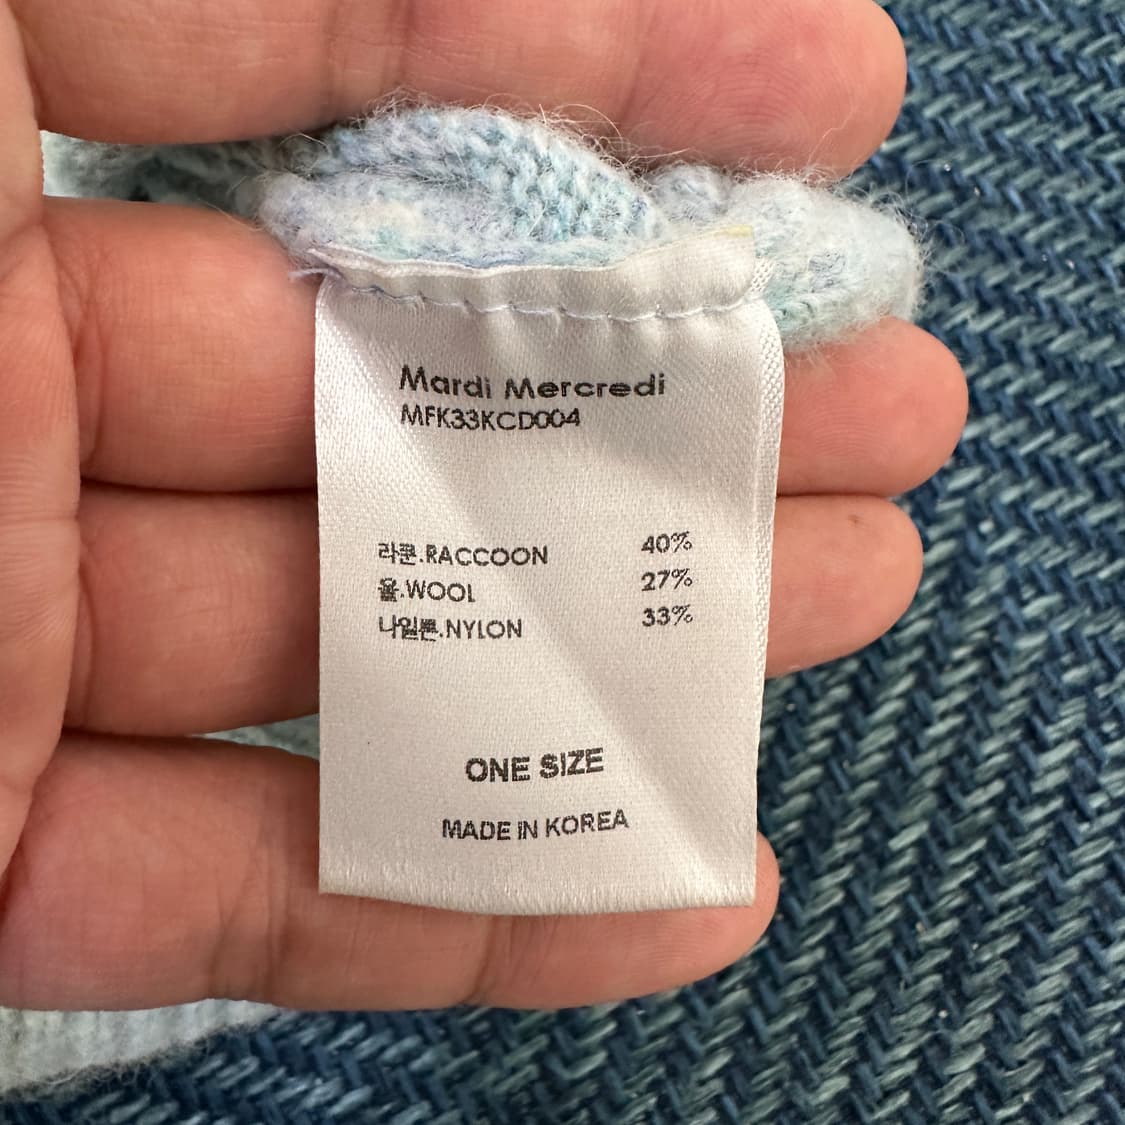 Mardi Mercredi
MFK33KCD004
라쿤.RACCOON 40%
울.WOOL 27%
나일론.NYLON 33%
ONE SIZE
MADE IN KOREA